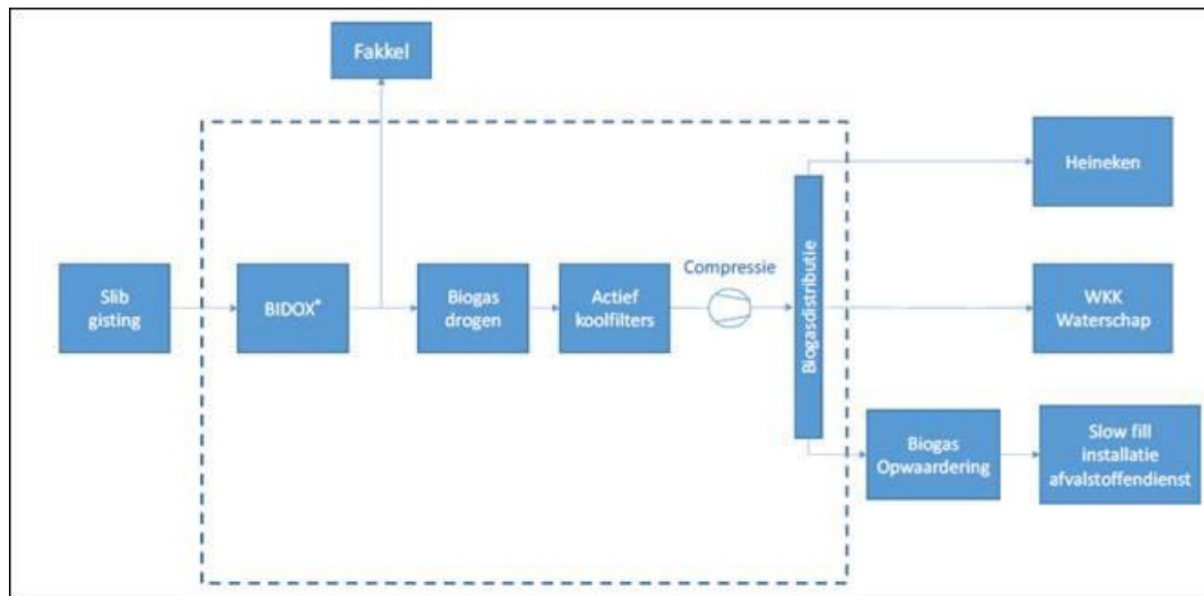 Fakkel
Heineken
Slib
gisting
BIDOX*
Biogas
drogen
Actief
koolfilters
Compressie
Biogasdistributie
WKK
Waterschap
Biogas
Opwaardering
Slow fill
installatie
afvalstoffendienst